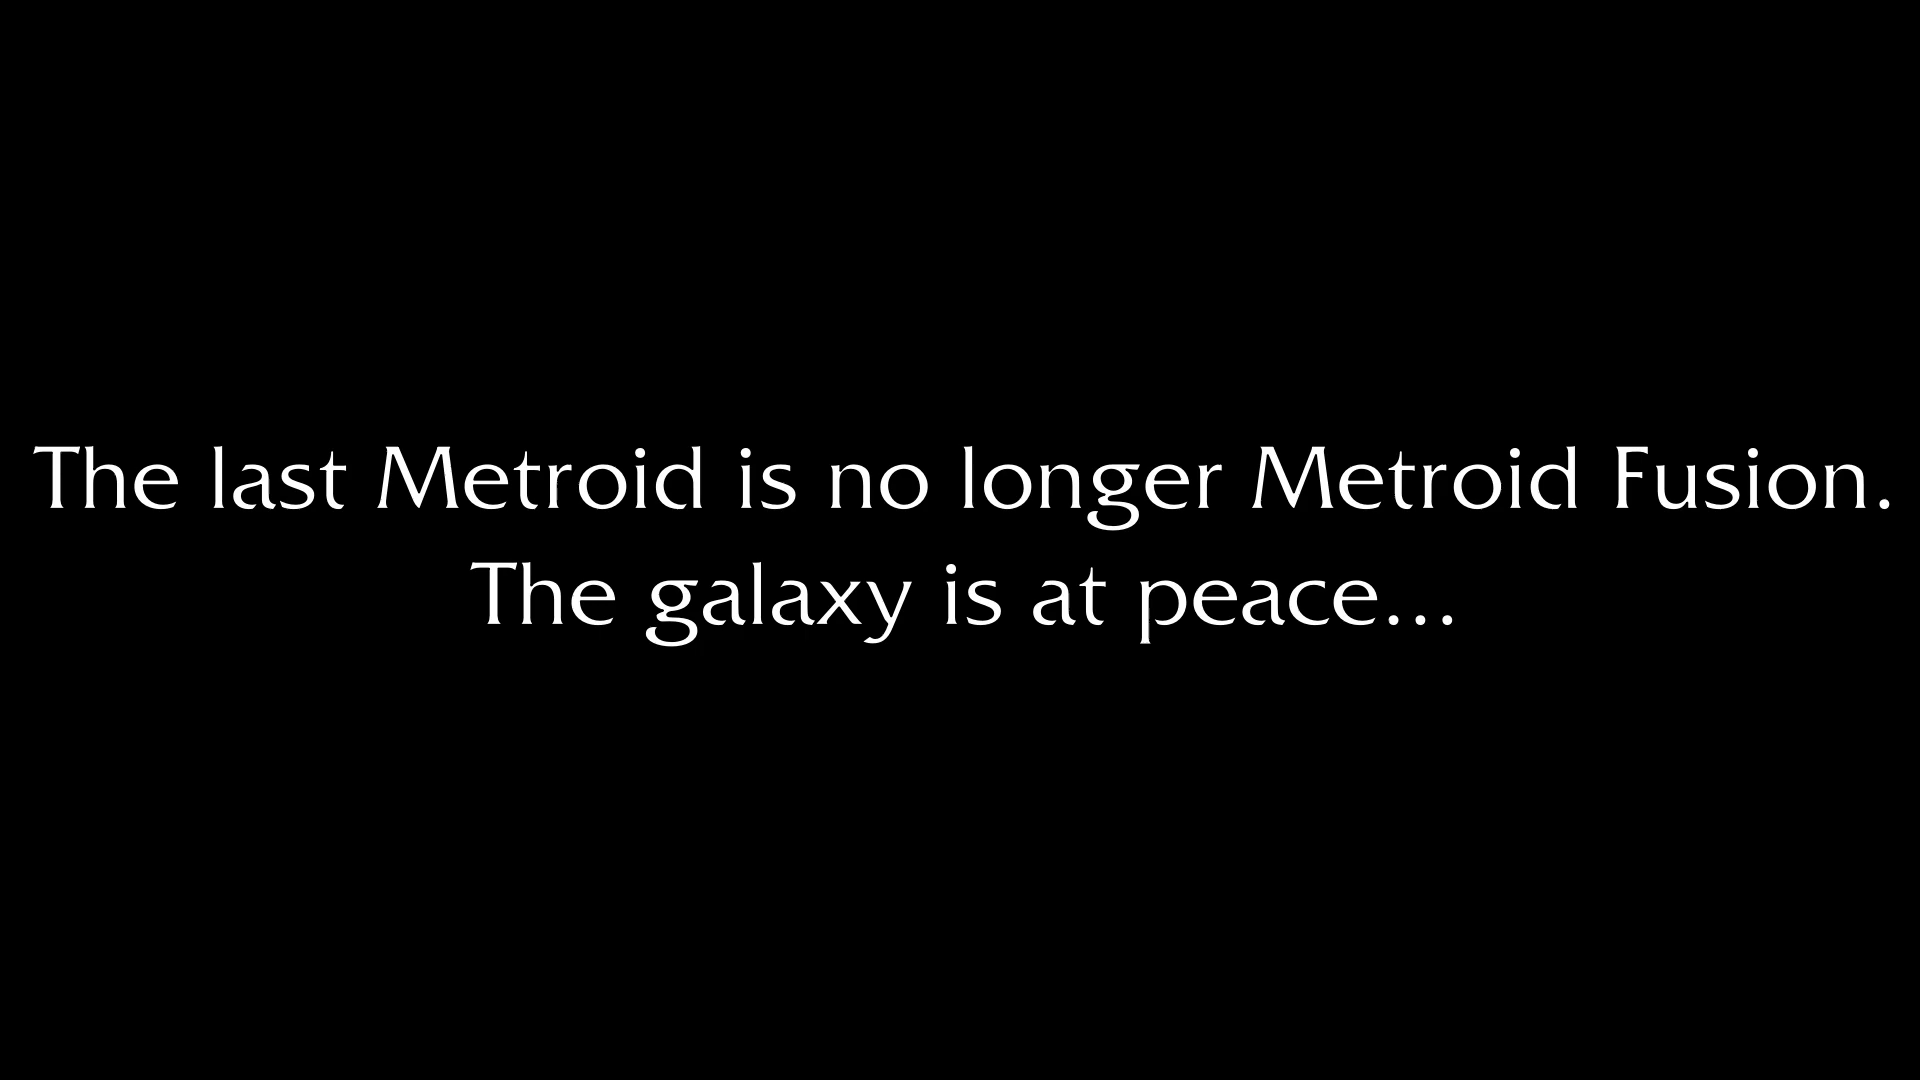 The last Metroid is no longer Metroid Fusion.
The galaxy is at peace...